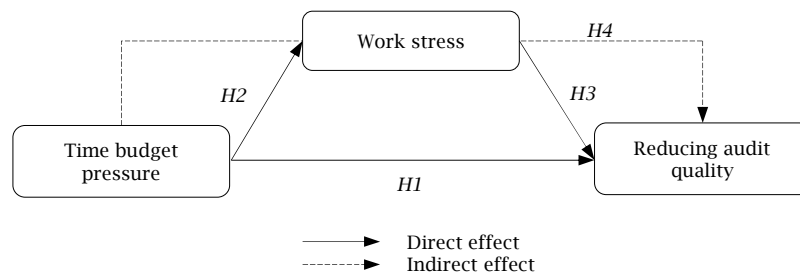 Work stress
H4
H2
H3
Time budget
pressure
Reducing audit
quality
H1
Direct effect
Indirect effect